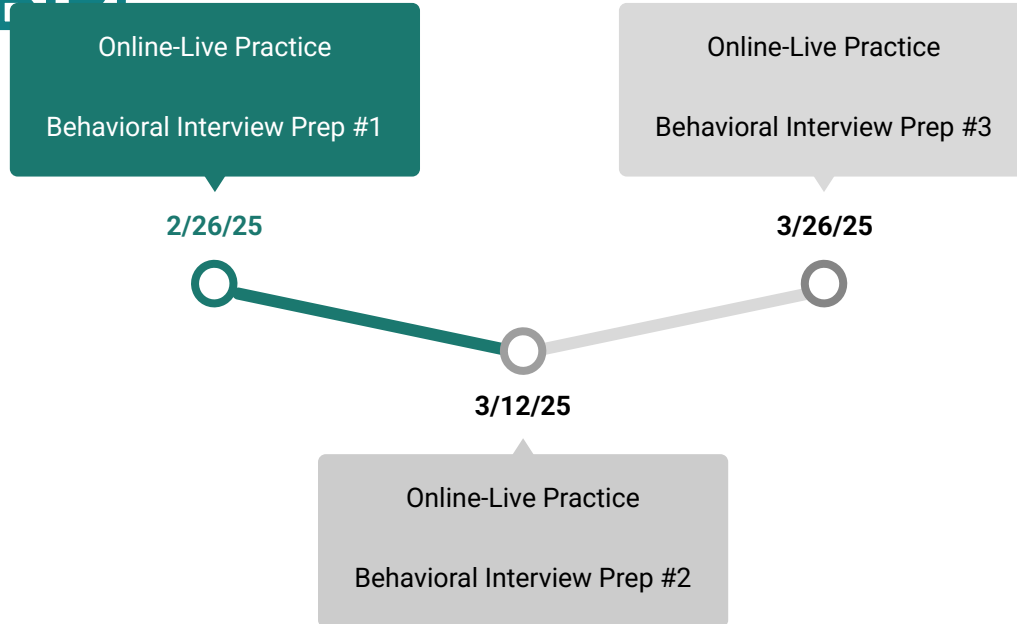 Online-Live Practice
Behavioral Interview Prep #1
2/26/25
3/12/25
Online-Live Practice
Behavioral Interview Prep #2
Online-Live Practice
Behavioral Interview Prep #3
3/26/25